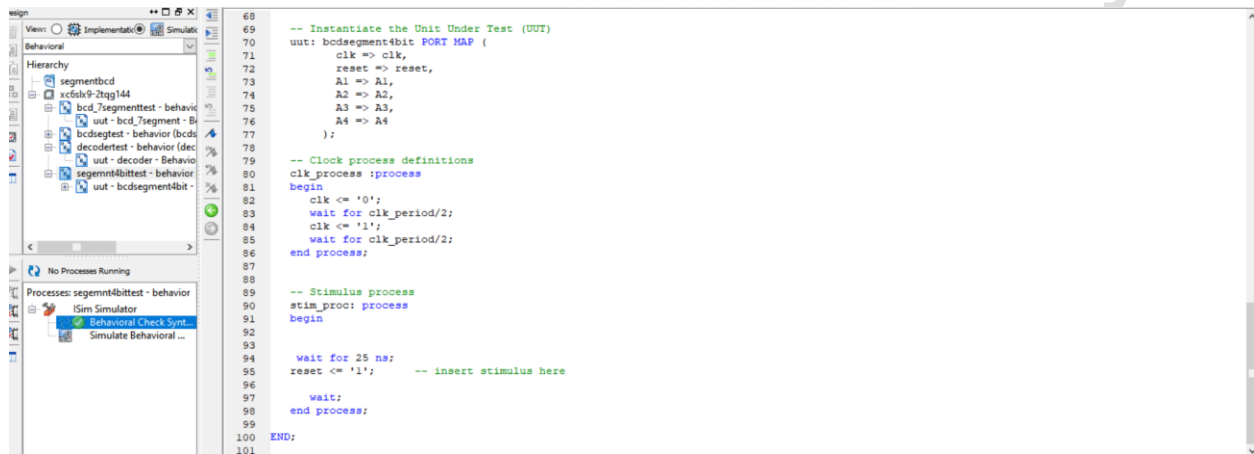 esign
View: Implementatic Simulatic
Behavioral
Hierarchy
segmentbcd
xc6slx9-2tqg144
bcd_7segmenttest - behavic
uut - bcd_7segment - Be
bcdsegtest - behavior (bcds
decodertest - behavior (dec
uut - decoder - Behavio
segemnt4bittest - behavior
uut - bcdsegment4bit -
No Processes Running
Processes: segemnt4bittest - behavior
ISim Simulator
Behavioral Check Synt...
Simulate Behavioral ...
68
69 -- Instantiate the Unit Under Test (UUT)
70 uut: bcdsegment4bit PORT MAP (
71 clk => clk,
72 reset => reset,
73 A1 => A1,
74 A2 => A2,
75 A3 => A3,
76 A4 => A4
77 );
78
79 -- Clock process definitions
80 clk_process :process
81 begin
82 clk <= '0';
83 wait for clk_period/2;
84 clk <= '1';
85 wait for clk_period/2;
86 end process;
87
88
89 -- Stimulus process
90 stim_proc: process
91 begin
92
93
94 wait for 25 ns;
95 reset <= '1'; -- insert stimulus here
96
97 wait;
98 end process;
99
100 END;
101